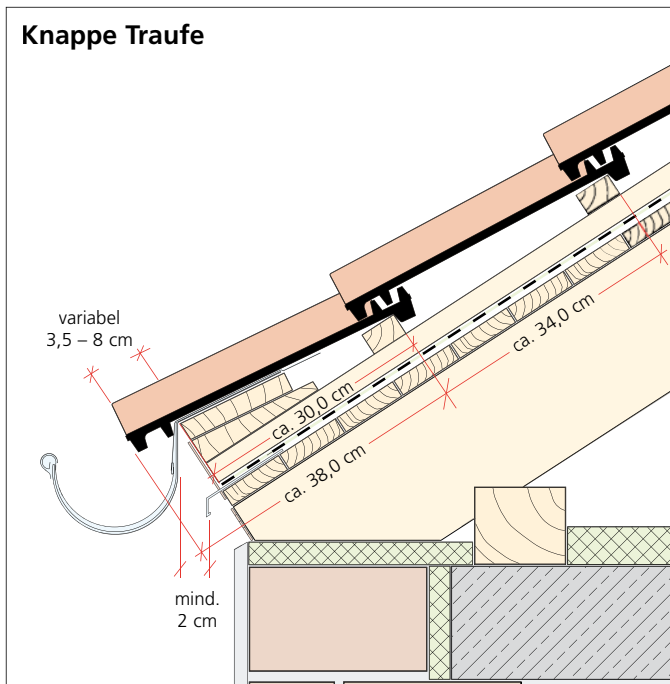 Knappe Traufe
variabel
3,5 – 8 cm
ca. 34,0 cm
ca. 30,0 cm
ca. 38,0 cm
mind.
2 cm